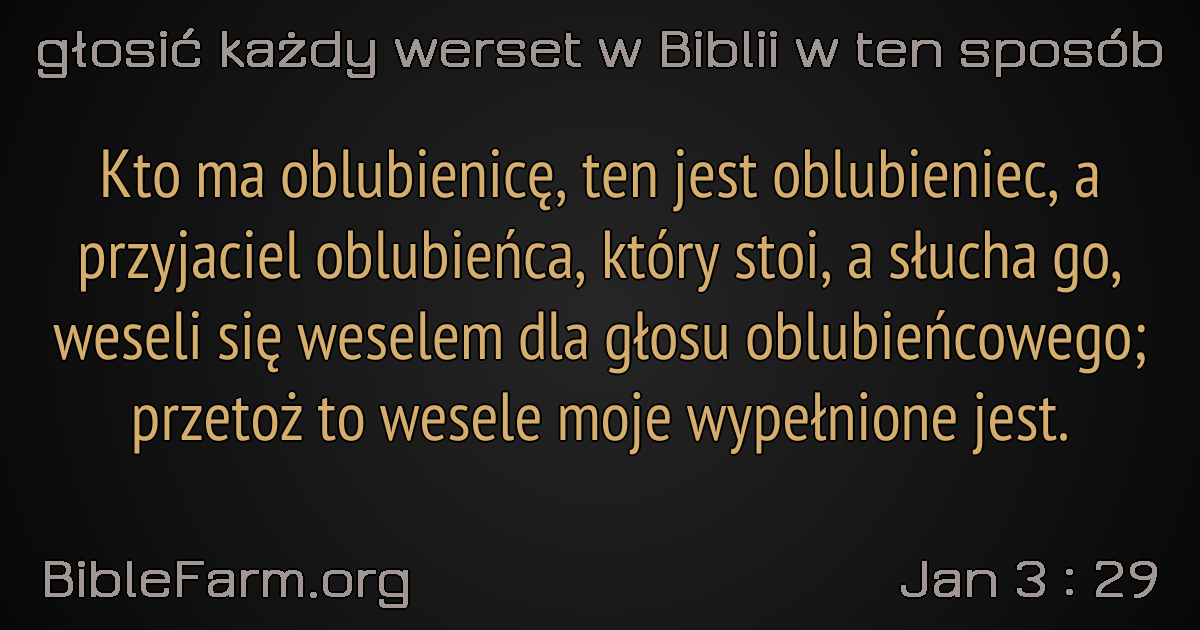 głosić każdy werset w Biblii w ten sposób
Kto ma oblubienicę, ten jest oblubieniec, a
przyjaciel oblubieńca, który stoi, a słucha go,
weseli się weselem dla głosu oblubieńcowego;
przetoż to wesele moje wypełnione jest.
BibleFarm.org
Jan 3 : 29